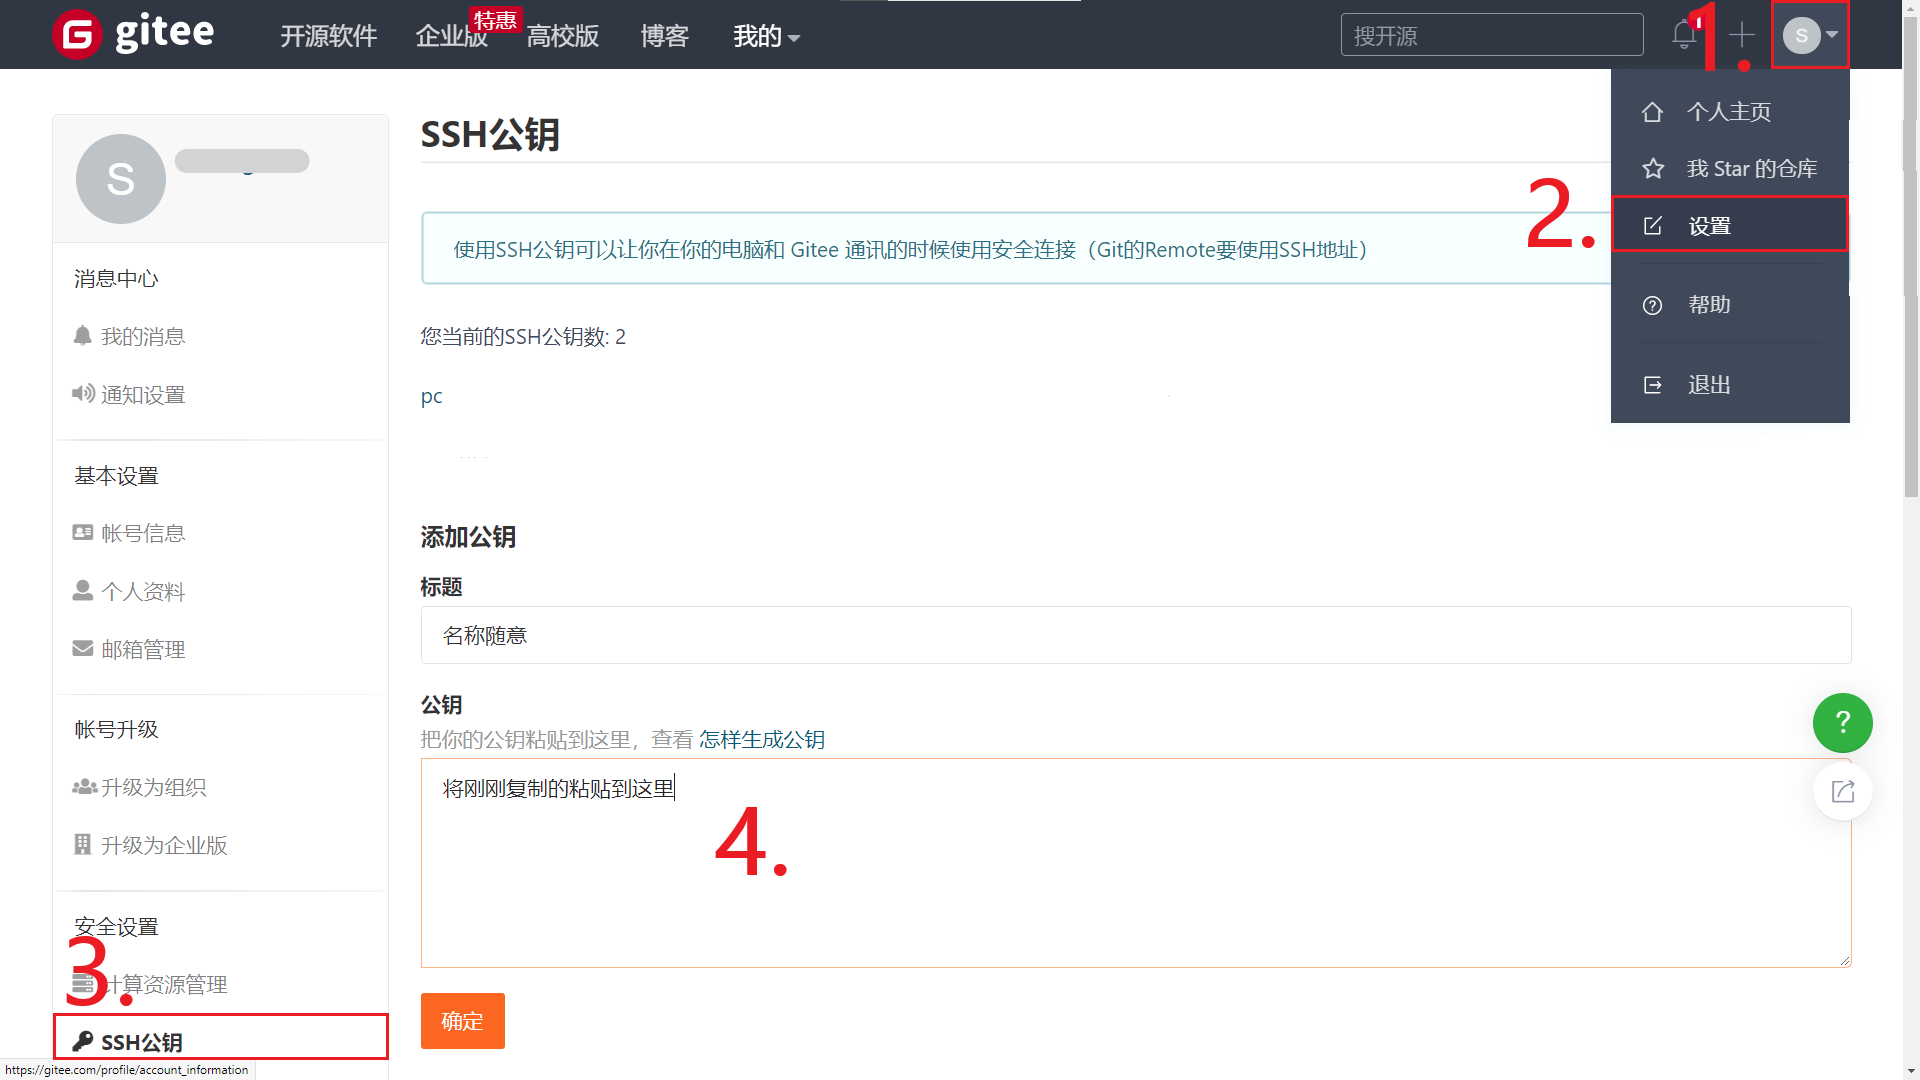 gitee
开源软件
企业版
特惠
高校版
博客
我的
搜开源
1
S
1.
个人主页
我 Star 的仓库
2.
设置
帮助
退出
S
消息中心
我的消息
通知设置
基本设置
帐号信息
个人资料
邮箱管理
帐号升级
升级为组织
升级为企业版
安全设置
3.
计算资源管理
SSH公钥
SSH公钥
使用SSH公钥可以让你在你的电脑和 Gitee 通讯的时候使用安全连接（Git的Remote要使用SSH地址）
您当前的SSH公钥数: 2
pc
添加公钥
标题
名称随意
公钥
把你的公钥粘贴到这里，查看 怎样生成公钥
将刚刚复制的粘贴到这里
4.
确定
?
https://gitee.com/profile/account_information